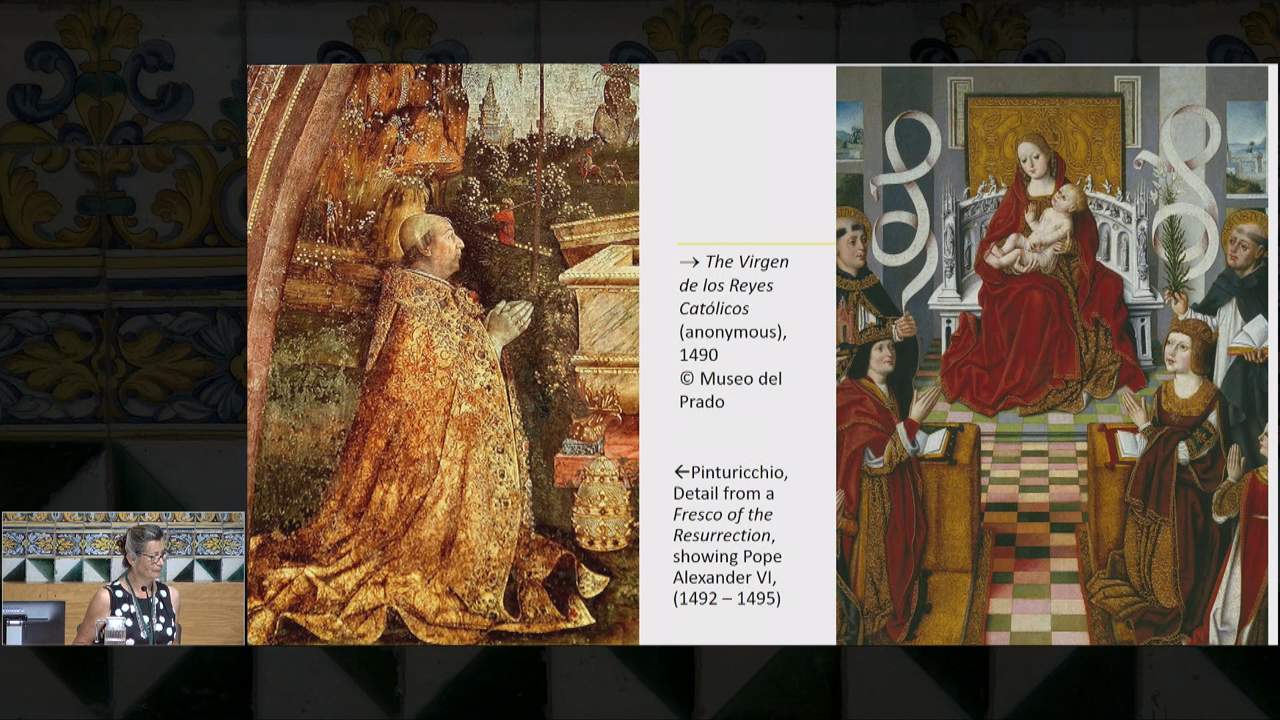 → The Virgen
de los Reyes
Católicos
(anonymous),
1490
© Museo del
Prado
←Pinturicchio,
Detail from a
Fresco of the
Resurrection,
showing Pope
Alexander VI,
(1492 – 1495)